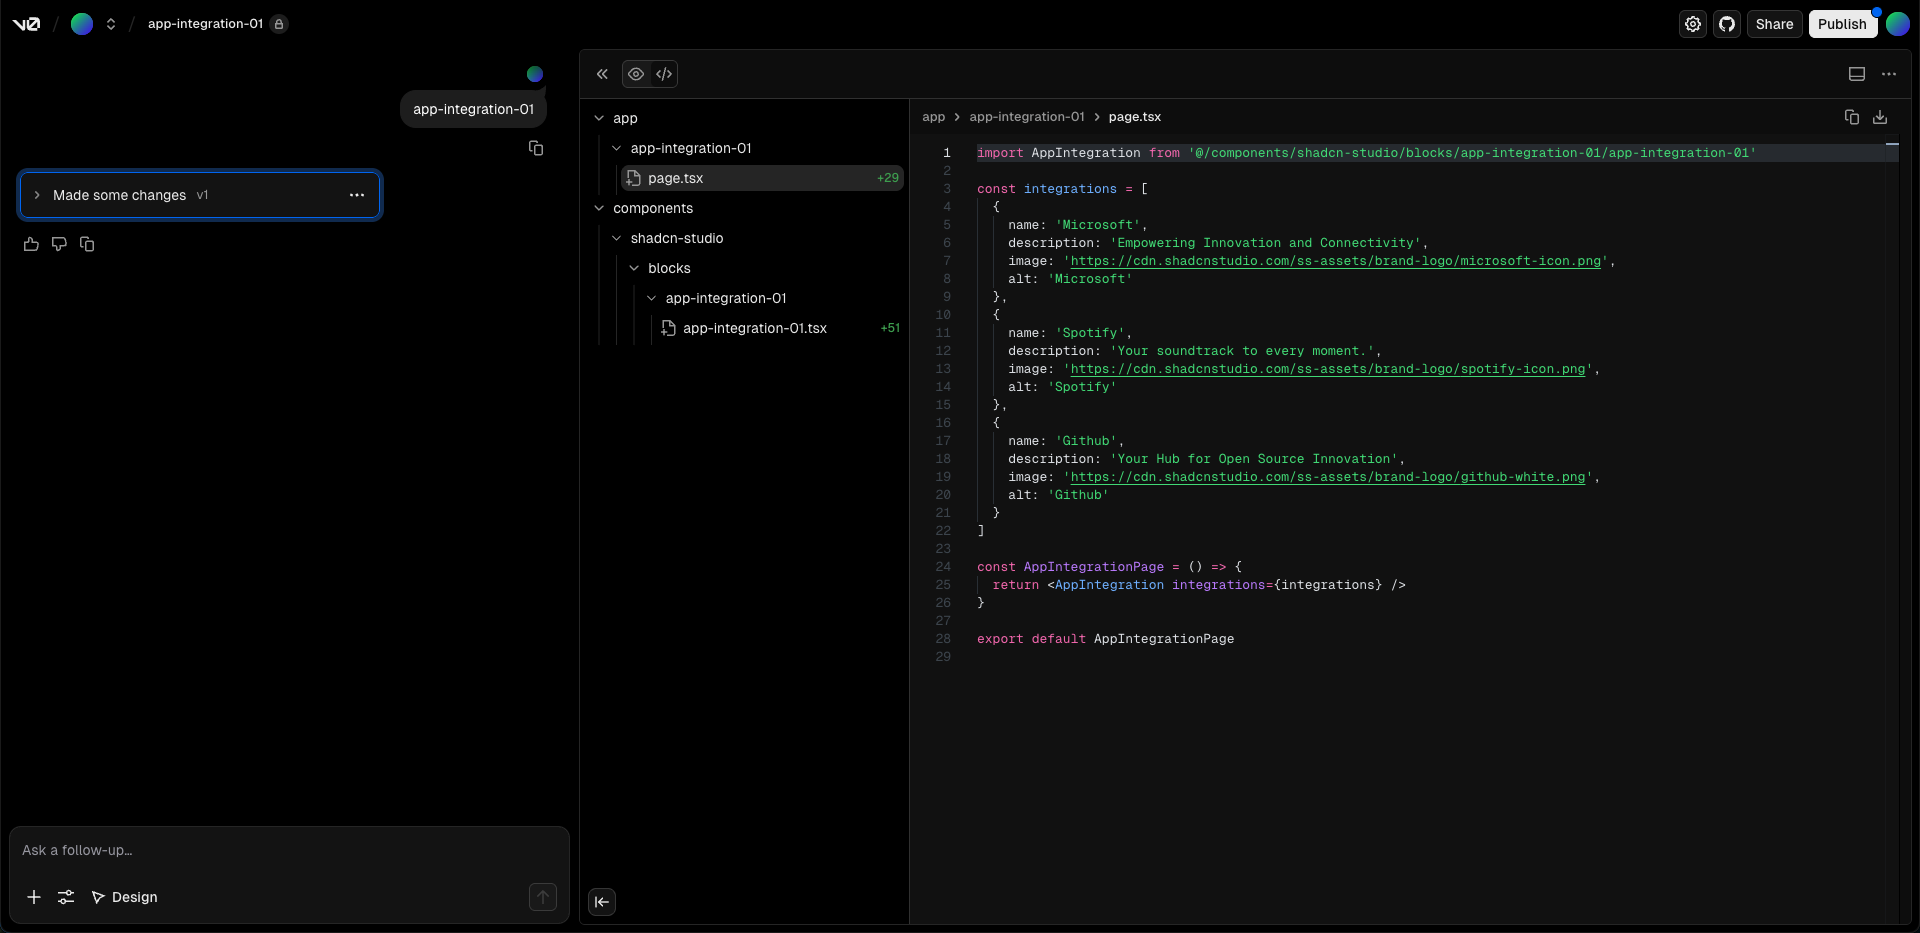 v0 / / app-integration-01
Share
Publish
app-integration-01
Made some changes v1
Ask a follow-up…
Design
app
app-integration-01
page.tsx +29
components
shadcn-studio
blocks
app-integration-01
app-integration-01.tsx +51
app > app-integration-01 > page.tsx
1 import AppIntegration from '@/components/shadcn-studio/blocks/app-integration-01/app-integration-01'
2
3 const integrations = [
4 {
5 name: 'Microsoft',
6 description: 'Empowering Innovation and Connectivity',
7 image: 'https://cdn.shadcnstudio.com/ss-assets/brand-logo/microsoft-icon.png',
8 alt: 'Microsoft'
9 },
10 {
11 name: 'Spotify',
12 description: 'Your soundtrack to every moment.',
13 image: 'https://cdn.shadcnstudio.com/ss-assets/brand-logo/spotify-icon.png',
14 alt: 'Spotify'
15 },
16 {
17 name: 'Github',
18 description: 'Your Hub for Open Source Innovation',
19 image: 'https://cdn.shadcnstudio.com/ss-assets/brand-logo/github-white.png',
20 alt: 'Github'
21 }
22 ]
23
24 const AppIntegrationPage = () => {
25 return <AppIntegration integrations={integrations} />
26 }
27
28 export default AppIntegrationPage
29